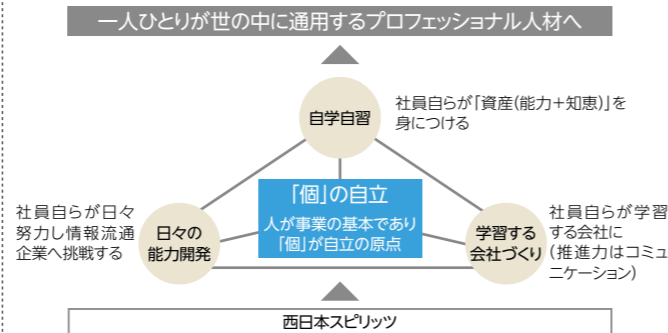 一人ひとりが世の中に通用するプロフェッショナル人材へ
自学自習
社員自らが「資産(能力+知恵)」を
身につける
「個」の自立
人が事業の基本であり
「個」が自立の原点
社員自らが日々
努力し情報流通
企業へ挑戦する
日々の
能力開発
学習する
会社づくり
社員自らが学習
する会社に
(推進力はコミュ
ニケーション)
西日本スピリッツ